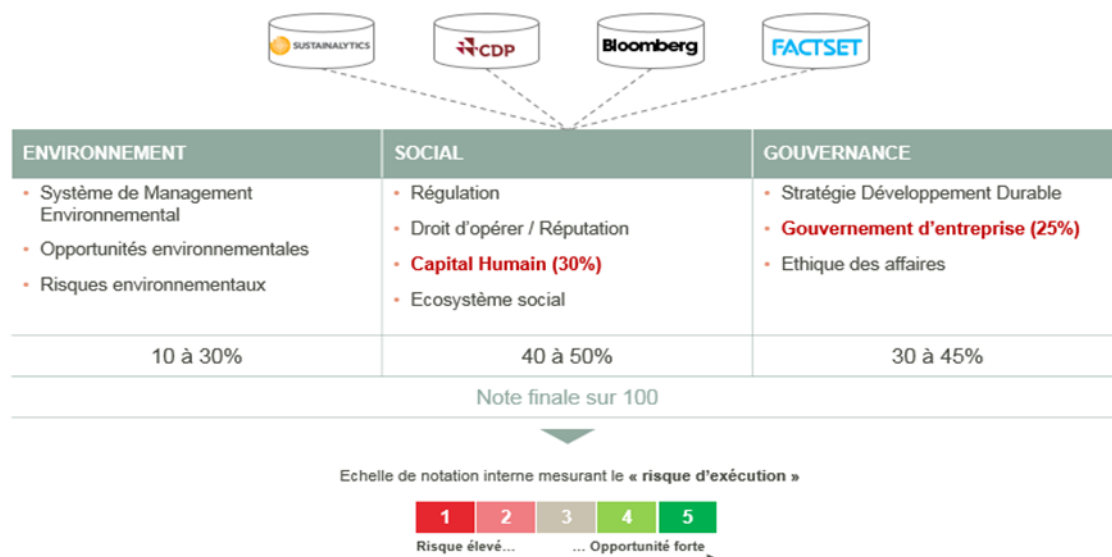 SUSTAINALYTICS
CDP
Bloomberg
FACTSET
ENVIRONNEMENT
• Système de Management
Environnemental
• Opportunités environnementales
• Risques environnementaux
SOCIAL
• Régulation
• Droit d'opérer / Réputation
• Capital Humain (30%)
• Ecosystème social
GOUVERNANCE
• Stratégie Développement Durable
• Gouvernement d'entreprise (25%)
• Ethique des affaires
10 à 30%
40 à 50%
30 à 45%
Note finale sur 100
Echelle de notation interne mesurant le « risque d'exécution »
1 2 3 4 5
Risque élevé... ... Opportunité forte